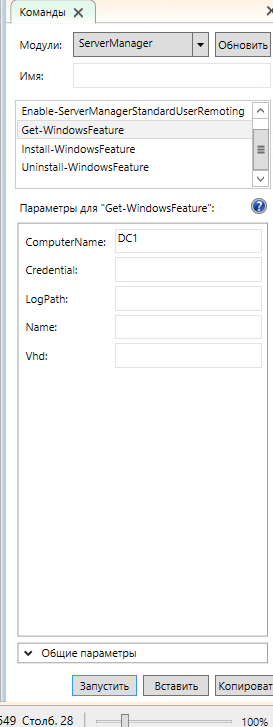 Команды
Модули: ServerManager Обновить
Имя:
Enable-ServerManagerStandardUserRemoting
Get-WindowsFeature
Install-WindowsFeature
Uninstall-WindowsFeature
Параметры для "Get-WindowsFeature": ?
ComputerName: DC1
Credential:
LogPath:
Name:
Vhd:
Общие параметры
Запустить Вставить Копироват
549 Столб. 28 100%